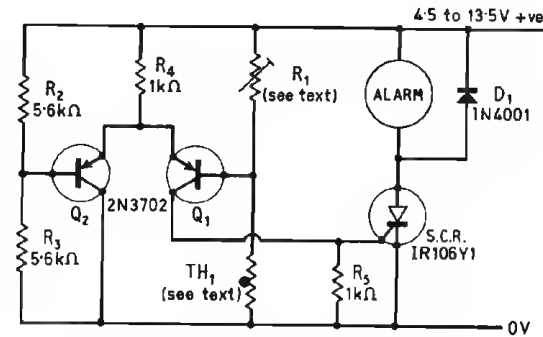 4·5 to 13·5V +ve
R4
1kΩ
R2
5·6kΩ
R1
(see text)
ALARM
D1
1N4001
Q2
2N3702
Q1
R3
5·6kΩ
TH1
(see text)
R5
1kΩ
S.C.R.
IR106Y1
0V